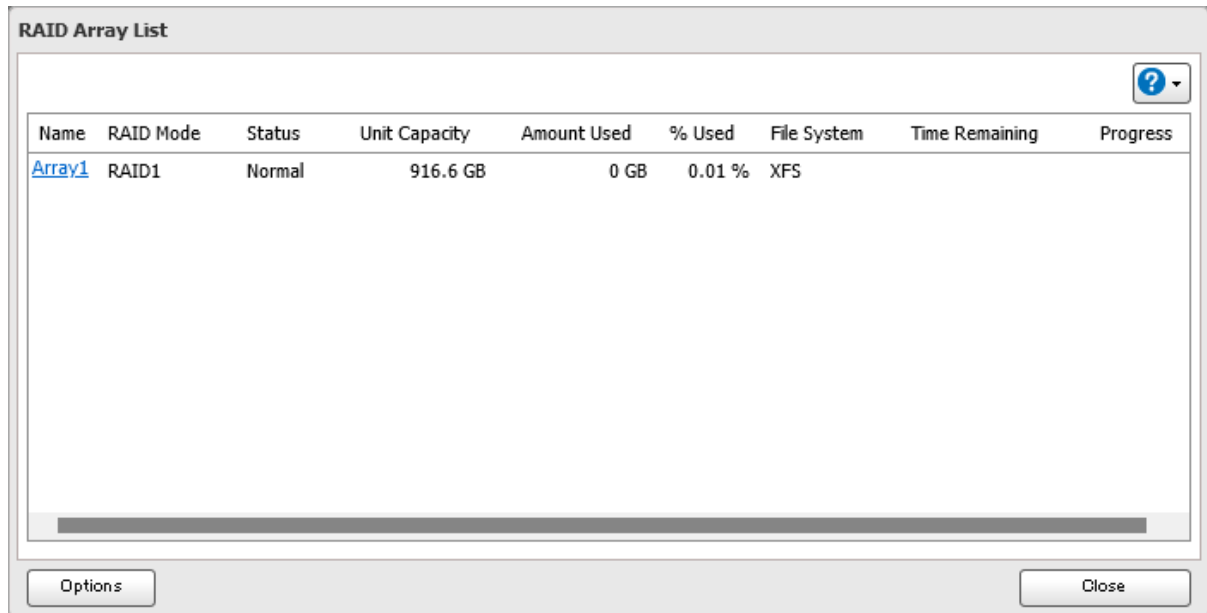 RAID Array List
?
Name RAID Mode Status Unit Capacity Amount Used % Used File System Time Remaining Progress
Array1 RAID1 Normal 916.6 GB 0 GB 0.01 % XFS
Options Close